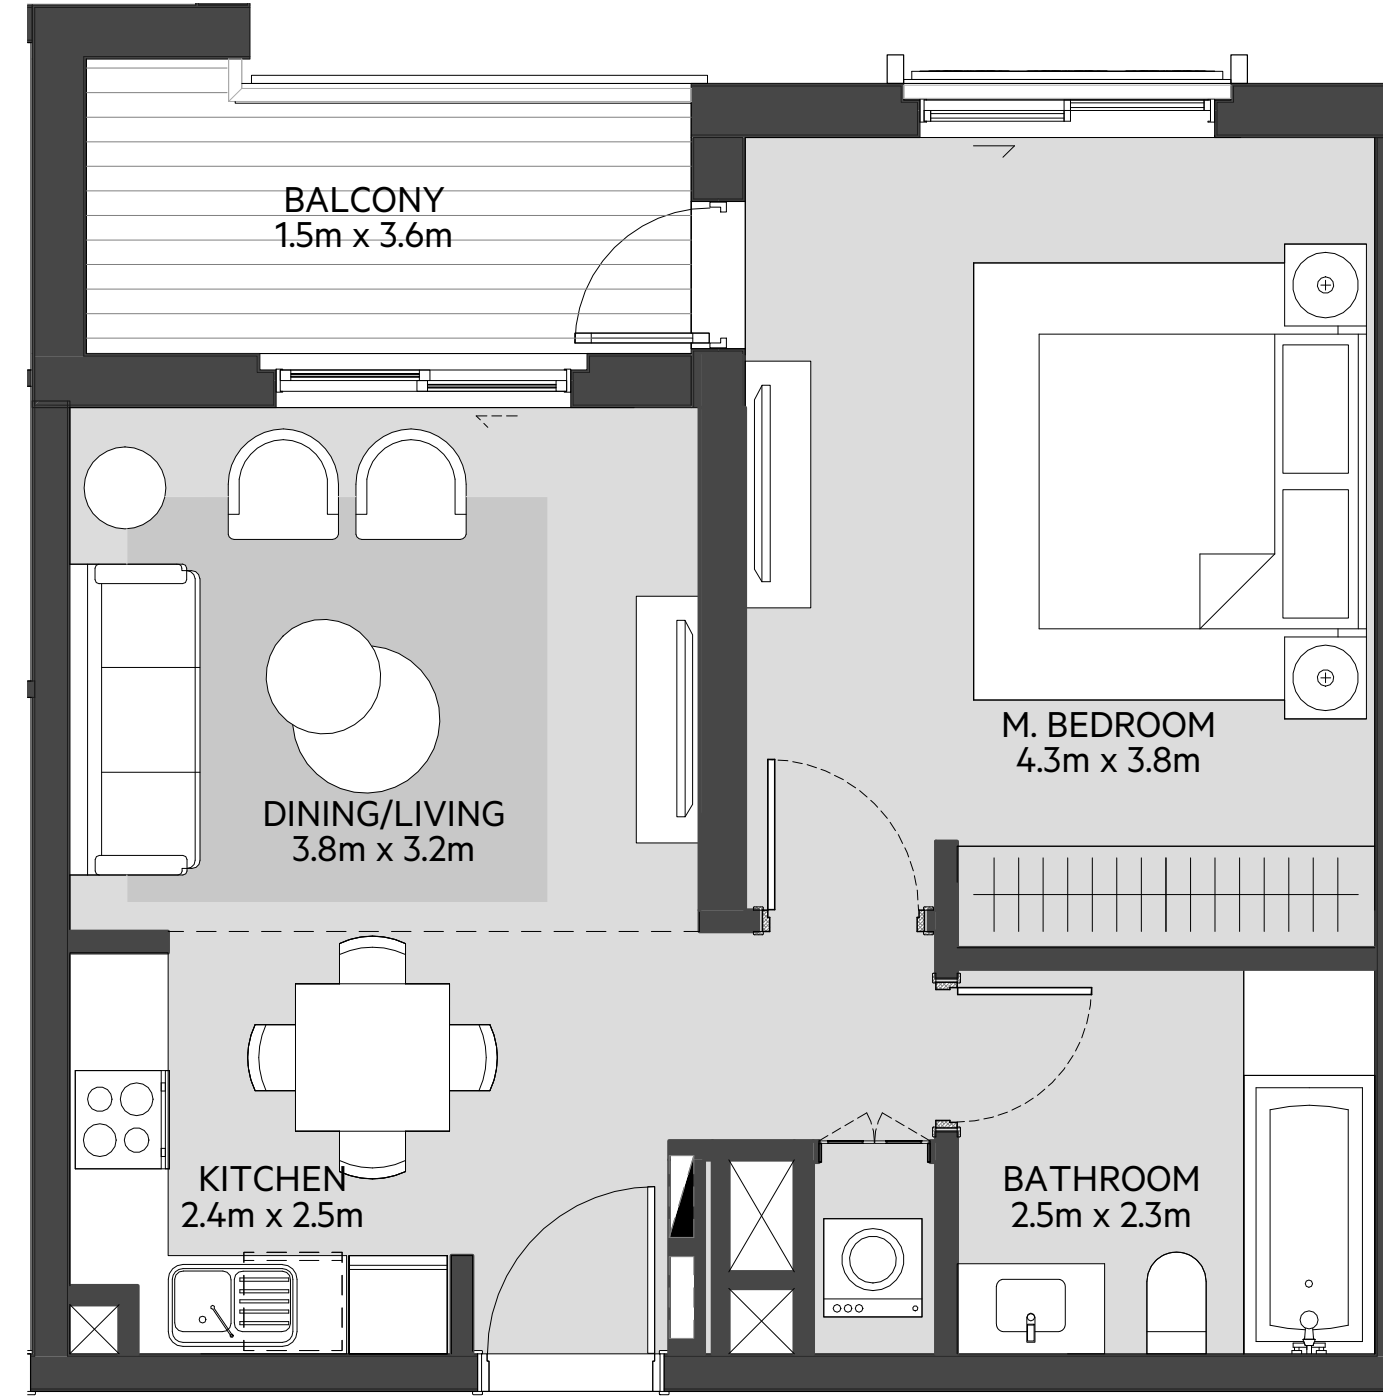 BALCONY
1.5m x 3.6m
M. BEDROOM
4.3m x 3.8m
DINING/LIVING
3.8m x 3.2m
KITCHEN
2.4m x 2.5m
BATHROOM
2.5m x 2.3m